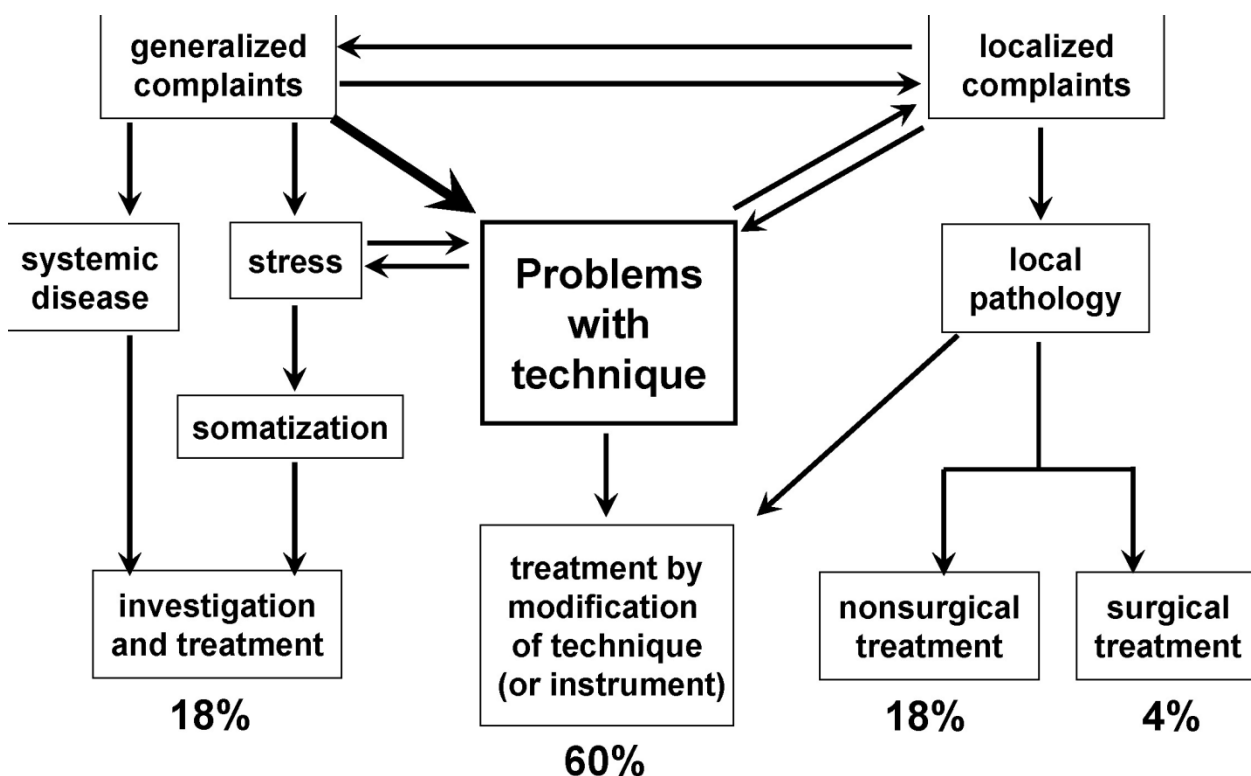 generalized
complaints
localized
complaints
systemic
disease
stress
Problems
with
technique
local
pathology
somatization
investigation
and treatment
treatment by
modification
of technique
(or instrument)
nonsurgical
treatment
surgical
treatment
18%
60%
18%
4%